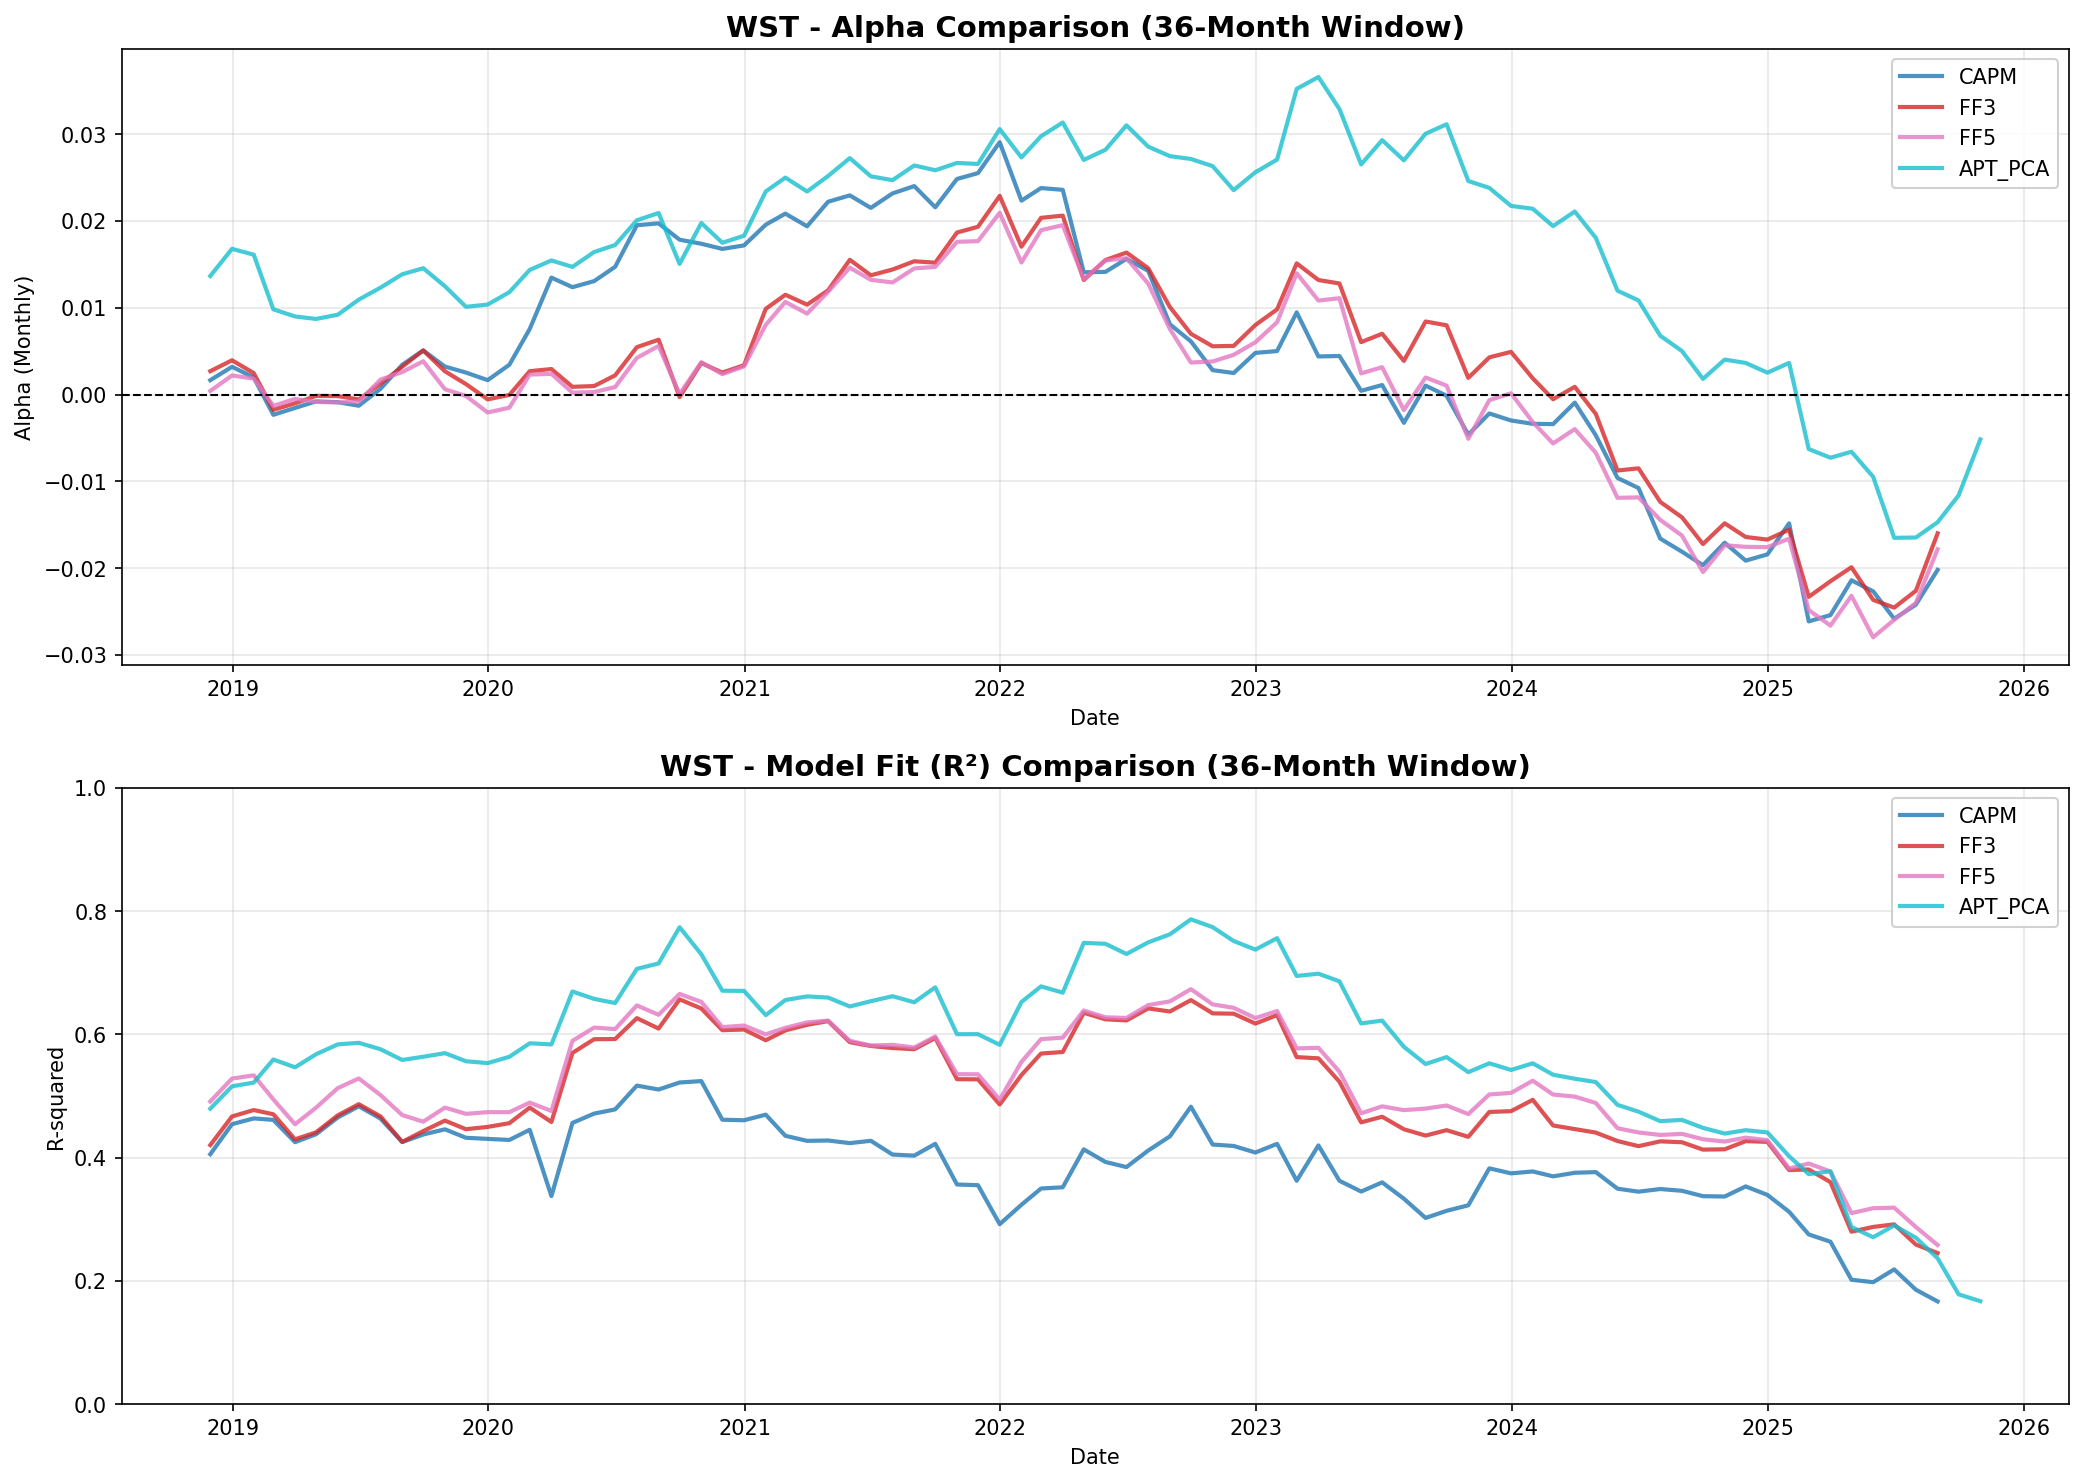 WST - Alpha Comparison (36-Month Window)
CAPM
FF3
FF5
APT_PCA
Alpha (Monthly)
0.03
0.02
0.01
0.00
−0.01
−0.02
−0.03
2019 2020 2021 2022 2023 2024 2025 2026
Date
WST - Model Fit (R²) Comparison (36-Month Window)
CAPM
FF3
FF5
APT_PCA
R-squared
1.0
0.8
0.6
0.4
0.2
0.0
2019 2020 2021 2022 2023 2024 2025 2026
Date